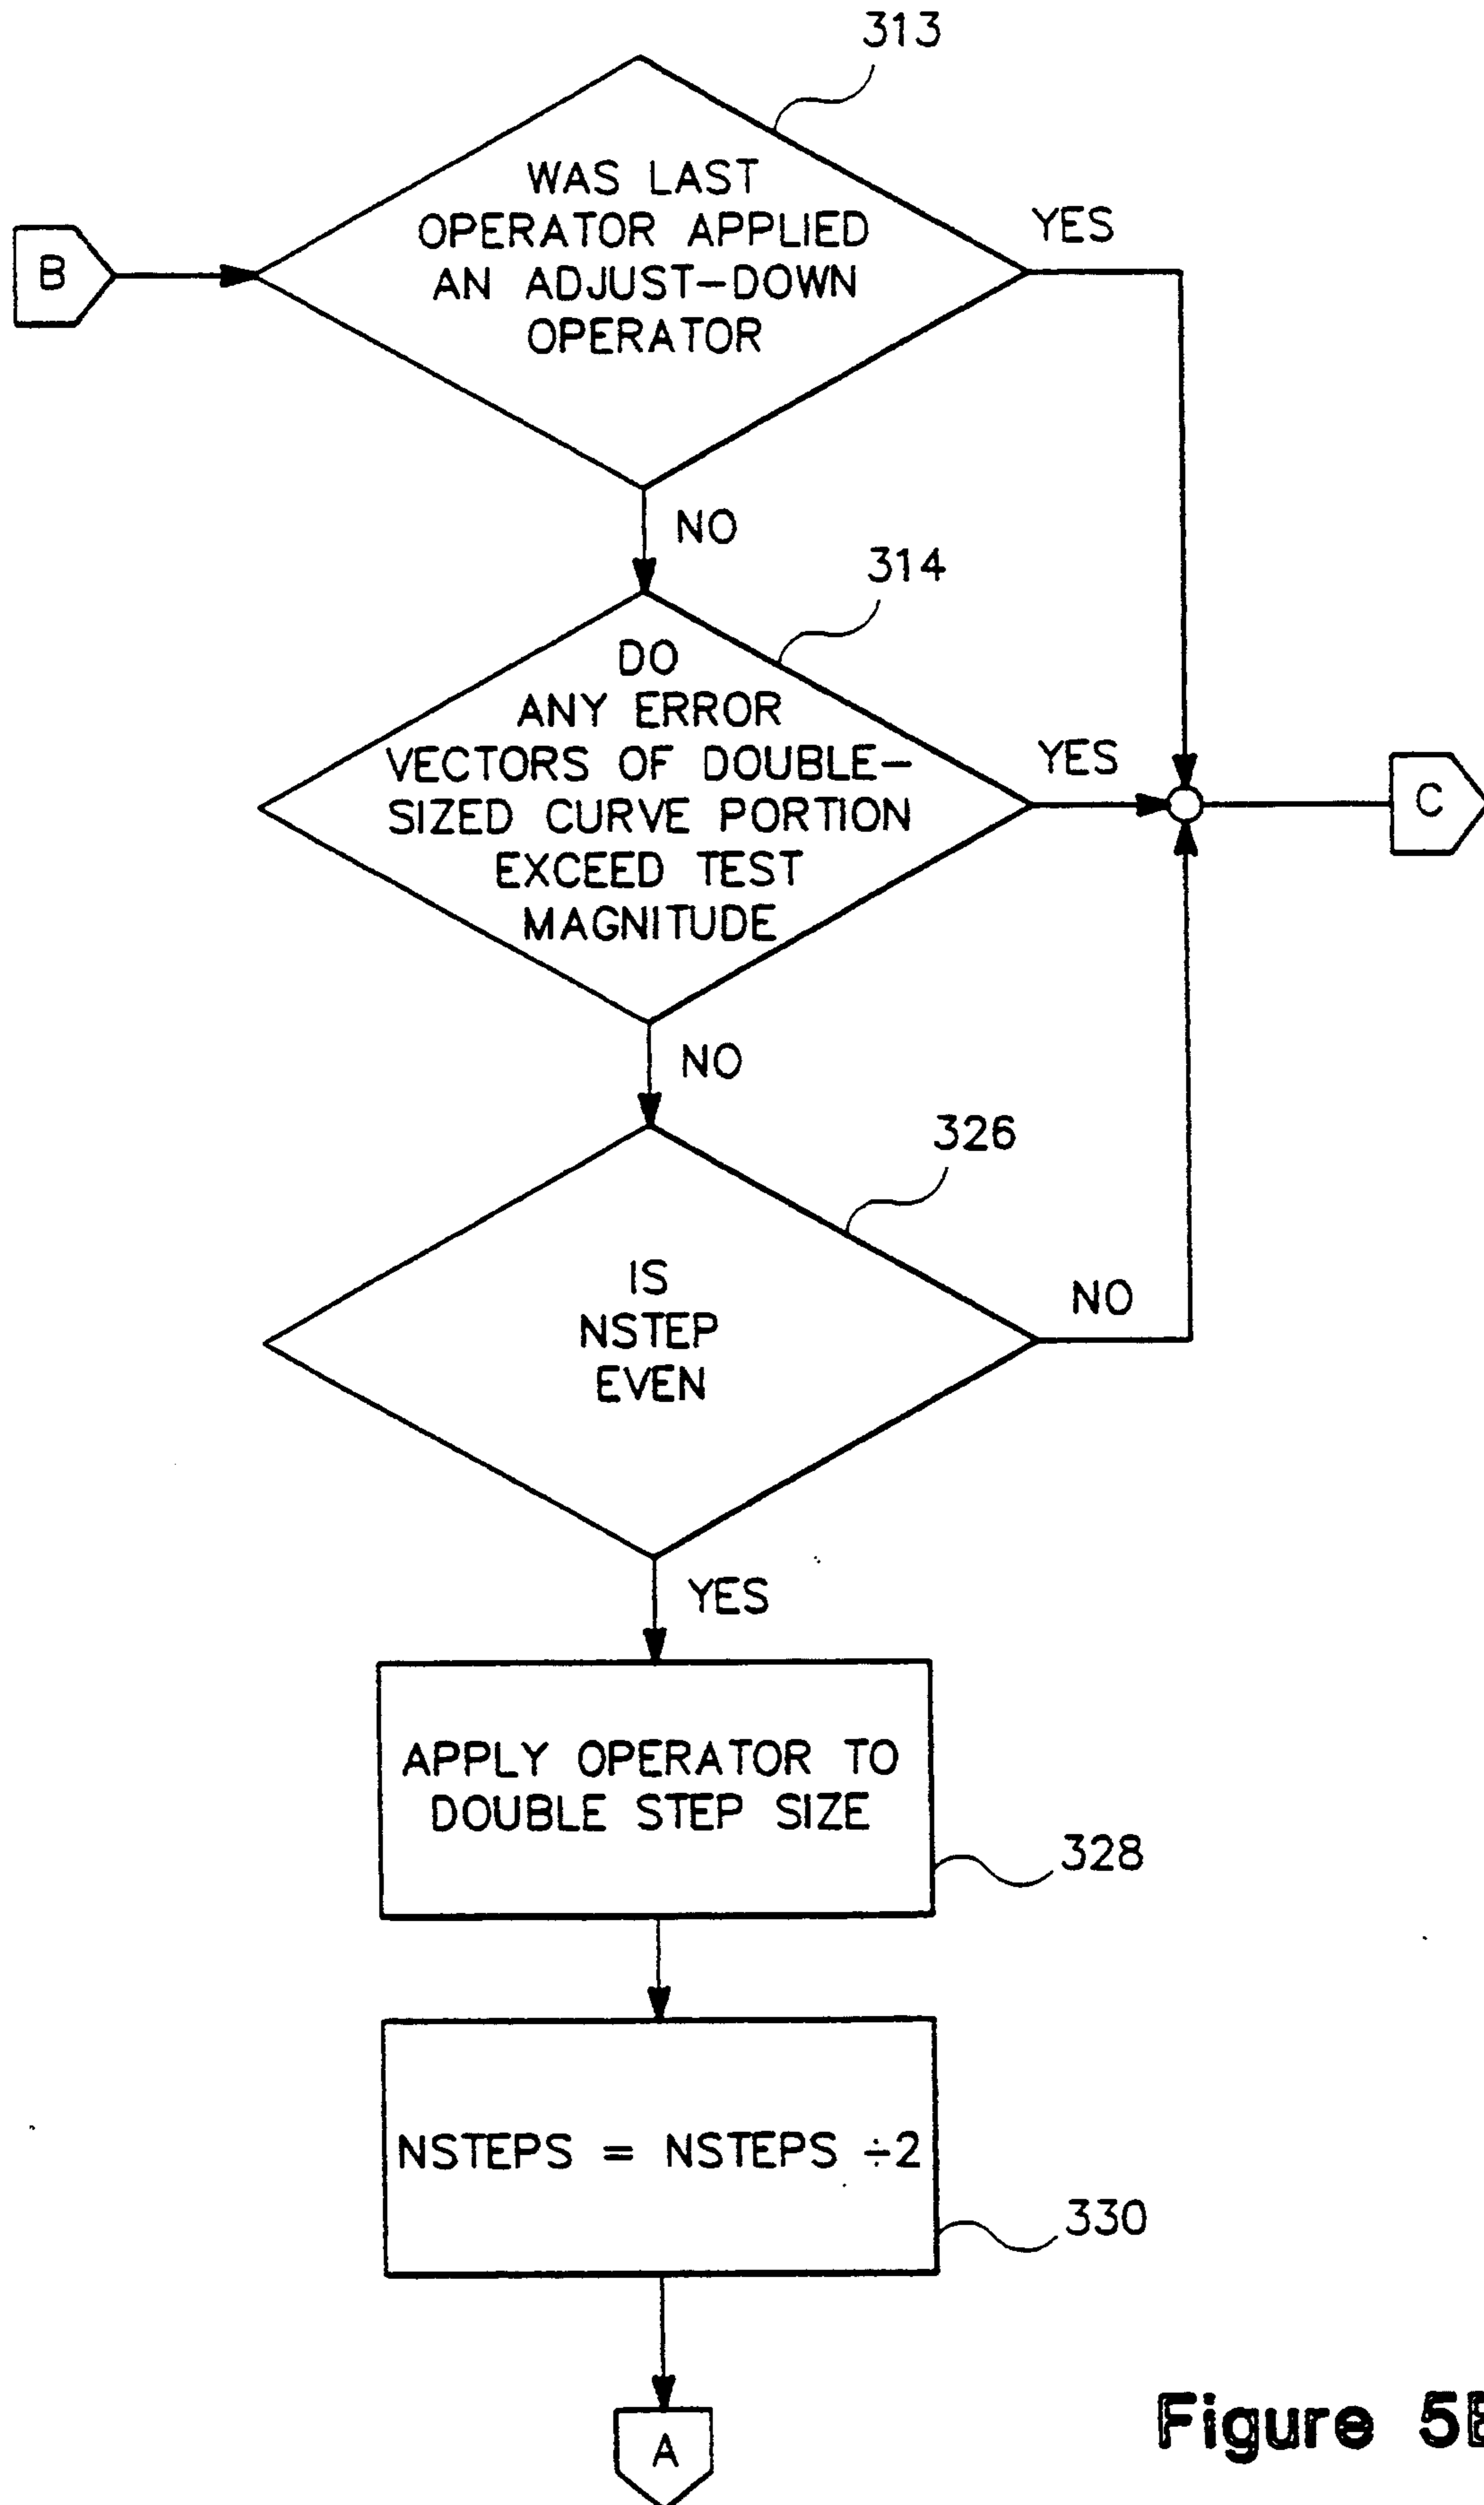 313
WAS LAST
OPERATOR APPLIED
AN ADJUST-DOWN
OPERATOR
YES
B
NO
314
DO
ANY ERROR
VECTORS OF DOUBLE-
SIZED CURVE PORTION
EXCEED TEST
MAGNITUDE
YES
C
NO
326
IS
NSTEP
EVEN
NO
YES
APPLY OPERATOR TO
DOUBLE STEP SIZE
328
NSTEPS = NSTEPS ÷2
330
A
Figure